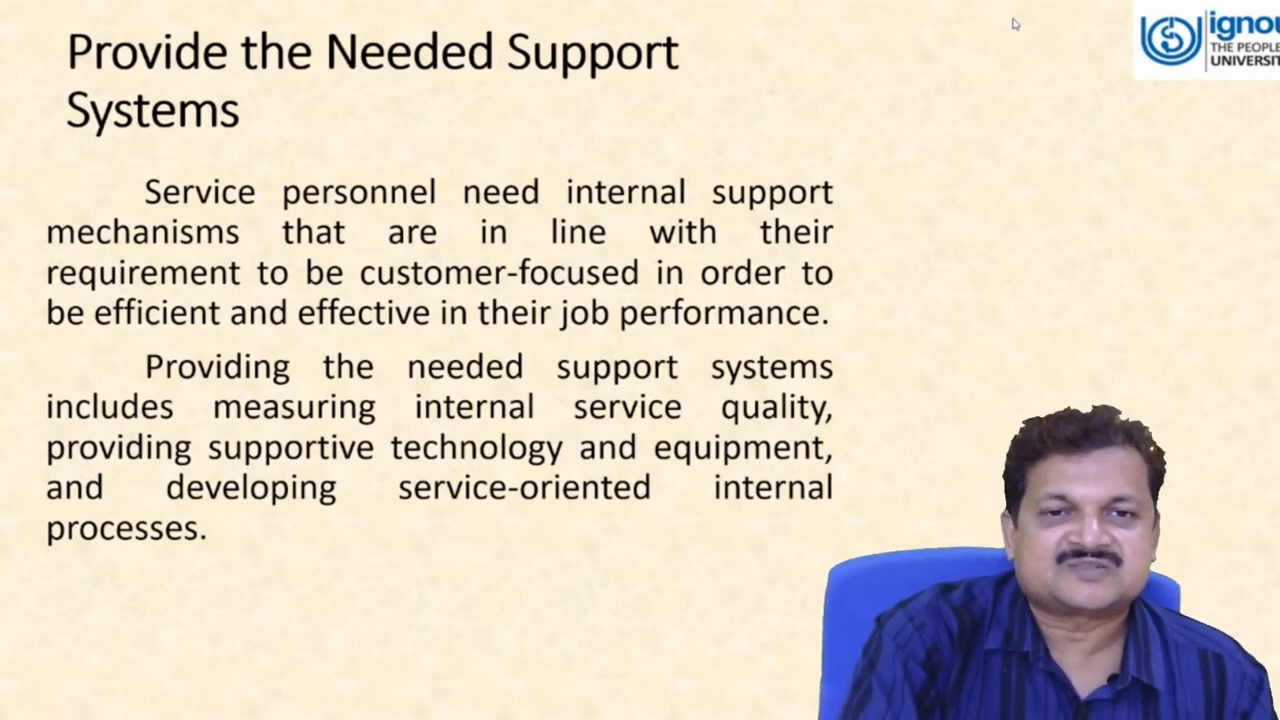 Provide the Needed Support
Systems
ignou
THE PEOPLE
UNIVERSIT
Service personnel need internal support
mechanisms that are in line with their
requirement to be customer-focused in order to
be efficient and effective in their job performance.
Providing the needed support systems
includes measuring internal service quality,
providing supportive technology and equipment,
and developing service-oriented internal
processes.